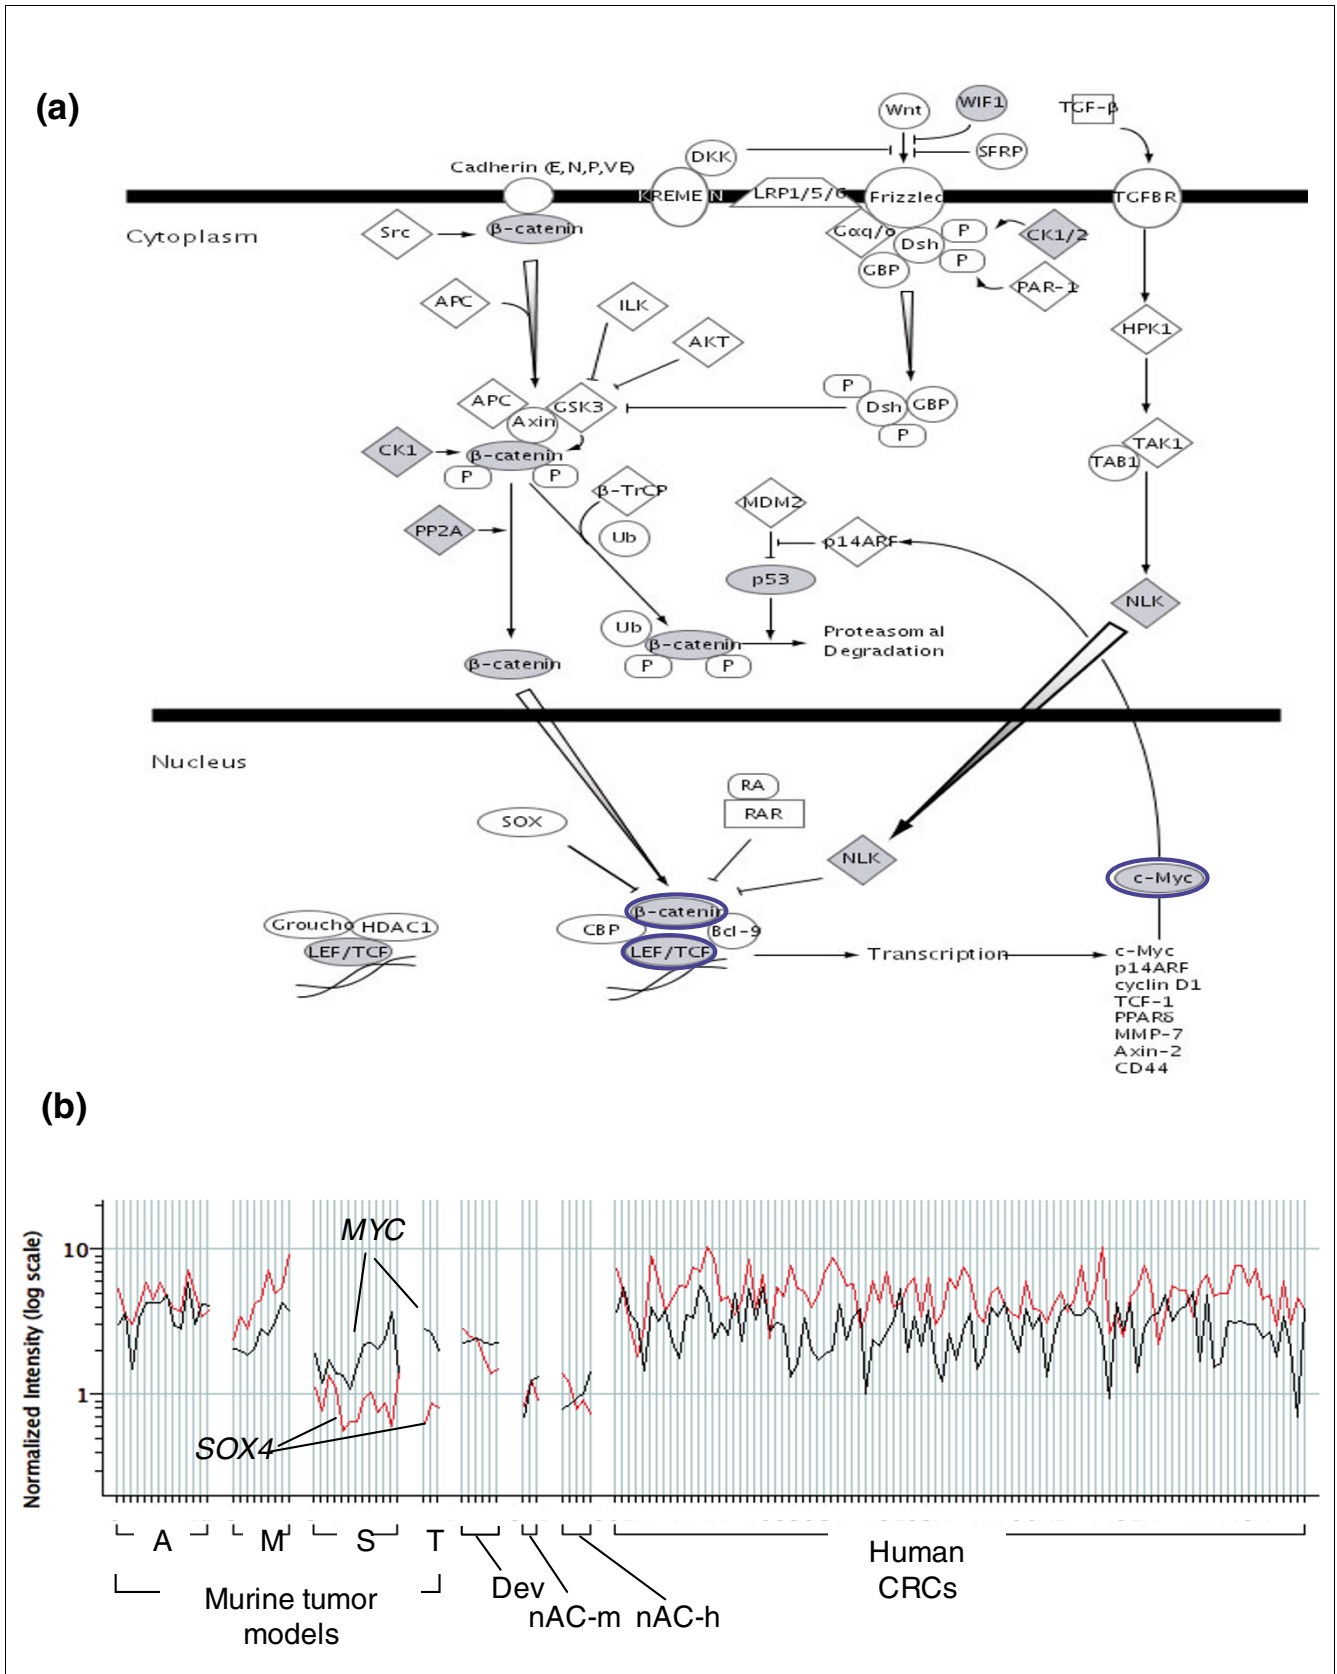 (a)
Wnt
WIF1
TGF-β
DKK
SFRP
Cadherin (E,N,P,VE)
KREMEN
LRP1/5/6
Frizzled
TGFBR
Cytoplasm
Src
β-catenin
Gαq/o
Dsh
P
CK1/2
GBP
P
PAR-1
APC
ILK
HPK1
AKT
APC
GSK3
Axin
P
Dsh
GBP
P
CK1
β-catenin
P
P
TAK1
TAB1
β-TrCP
MDM2
PP2A
Ub
p14ARF
p53
NLK
Ub
β-catenin
P
P
Proteasomal
Degradation
β-catenin
Nucleus
RA
RAR
SOX
NLK
c-Myc
β-catenin
CBP
Bcl-9
LEF/TCF
Groucho
HDAC1
LEF/TCF
Transcription
c-Myc
p14ARF
cyclin D1
TCF-1
PPARδ
MMP-7
Axin-2
CD44
(b)
Normalized Intensity (log scale)
10
1
MYC
SOX4
A
M
S
T
Dev
nAC-m
nAC-h
Murine tumor
models
Human
CRCs